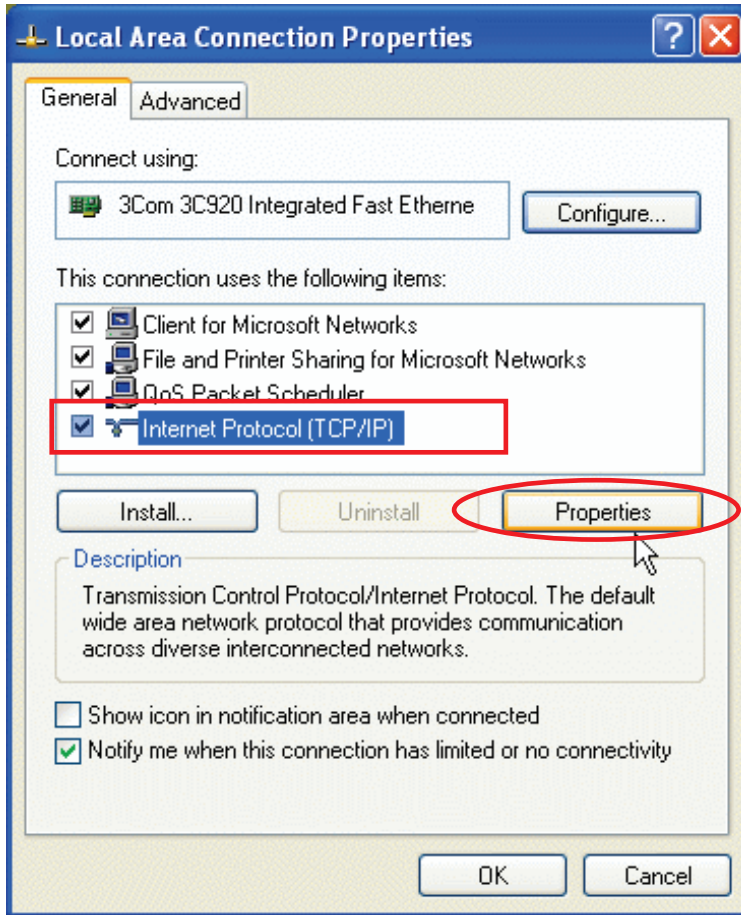 Local Area Connection Properties
General Advanced
Connect using:
3Com 3C920 Integrated Fast Etherne Configure...
This connection uses the following items:
Client for Microsoft Networks
File and Printer Sharing for Microsoft Networks
QoS Packet Scheduler
Internet Protocol (TCP/IP)
Install... Uninstall Properties
Description
Transmission Control Protocol/Internet Protocol. The default
wide area network protocol that provides communication
across diverse interconnected networks.
Show icon in notification area when connected
Notify me when this connection has limited or no connectivity
OK Cancel